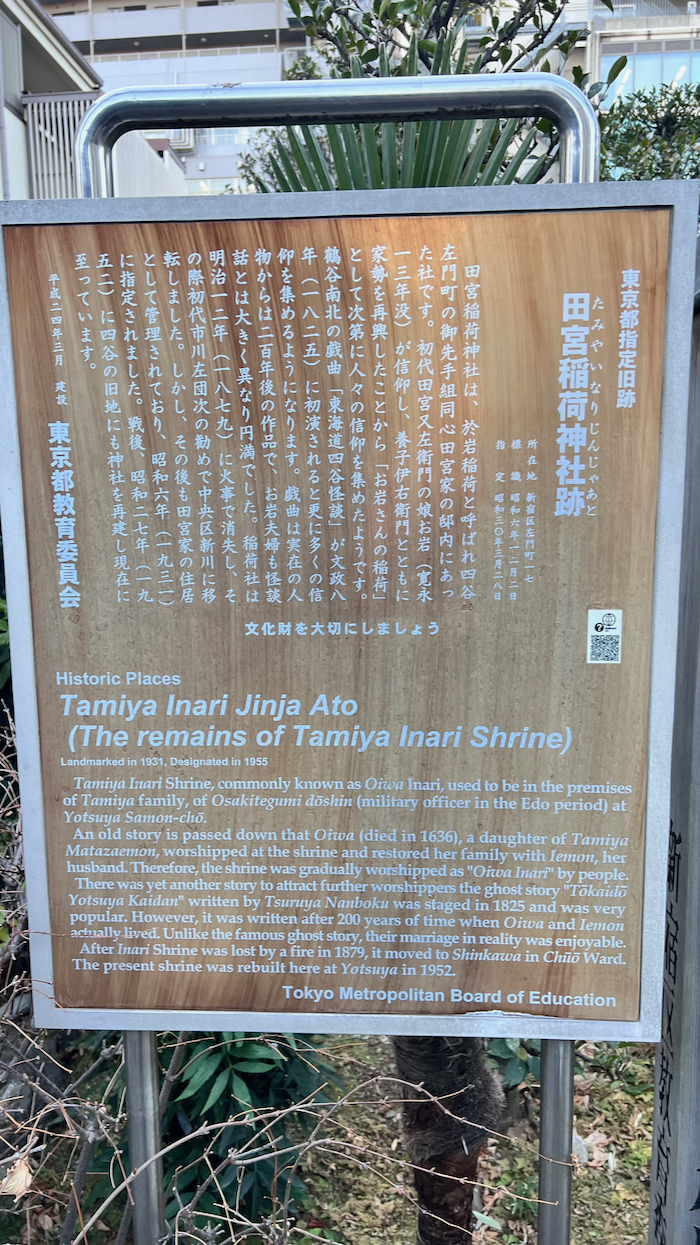 東京都指定旧跡
たみやいなりじんじゃあと
田宮稲荷神社跡
所在地 新宿区左門町一七
標 識 昭和六年一二月二日
指 定 昭和三〇年三月二八日
田宮稲荷神社は、於岩稲荷と呼ばれ四谷
左門町の御先手組同心田宮家の邸内にあっ
た社です。初代田宮又左衛門の娘お岩（寛永
一三年没）が信仰し、養子伊右衛門とともに
家勢を再興したことから「お岩さんの稲荷」
として次第に人々の信仰を集めたようです。
鶴谷南北の戯曲「東海道四谷怪談」が文政八
年（一八二五）に初演されると更に多くの信
仰を集めるようになります。戯曲は実在の人
物からは二百年後の作品で、お岩夫婦も怪談
話とは大きく異なり円満でした。稲荷社は
明治一二年（一八七九）に火事で消失し、そ
の際初代市川左団次の勧めで中央区新川に移
転しました。しかし、その後も田宮家の住居
として管理されており、昭和六年（一九三一）
に指定されました。戦後、昭和二七年（一九
五二）に四谷の旧地にも神社を再建し現在に
至っています。
平成二四年三月 建設
東京都教育委員会
文化財を大切にしましょう
Historic Places
Tamiya Inari Jinja Ato
(The remains of Tamiya Inari Shrine)
Landmarked in 1931, Designated in 1955
Tamiya Inari Shrine, commonly known as Oiwa Inari, used to be in the premises
of Tamiya family, of Osakitegumi dōshin (military officer in the Edo period) at
Yotsuya Samon-chō.
An old story is passed down that Oiwa (died in 1636), a daughter of Tamiya
Matazaemon, worshipped at the shrine and restored her family with Iemon, her
husband. Therefore, the shrine was gradually worshipped as "Oiwa Inari" by people.
There was yet another story to attract further worshippers the ghost story "Tōkaidō
Yotsuya Kaidan" written by Tsuruya Nanboku was staged in 1825 and was very
popular. However, it was written after 200 years of time when Oiwa and Iemon
actually lived. Unlike the famous ghost story, their marriage in reality was enjoyable.
After Inari Shrine was lost by a fire in 1879, it moved to Shinkawa in Chūō Ward.
The present shrine was rebuilt here at Yotsuya in 1952.
Tokyo Metropolitan Board of Education